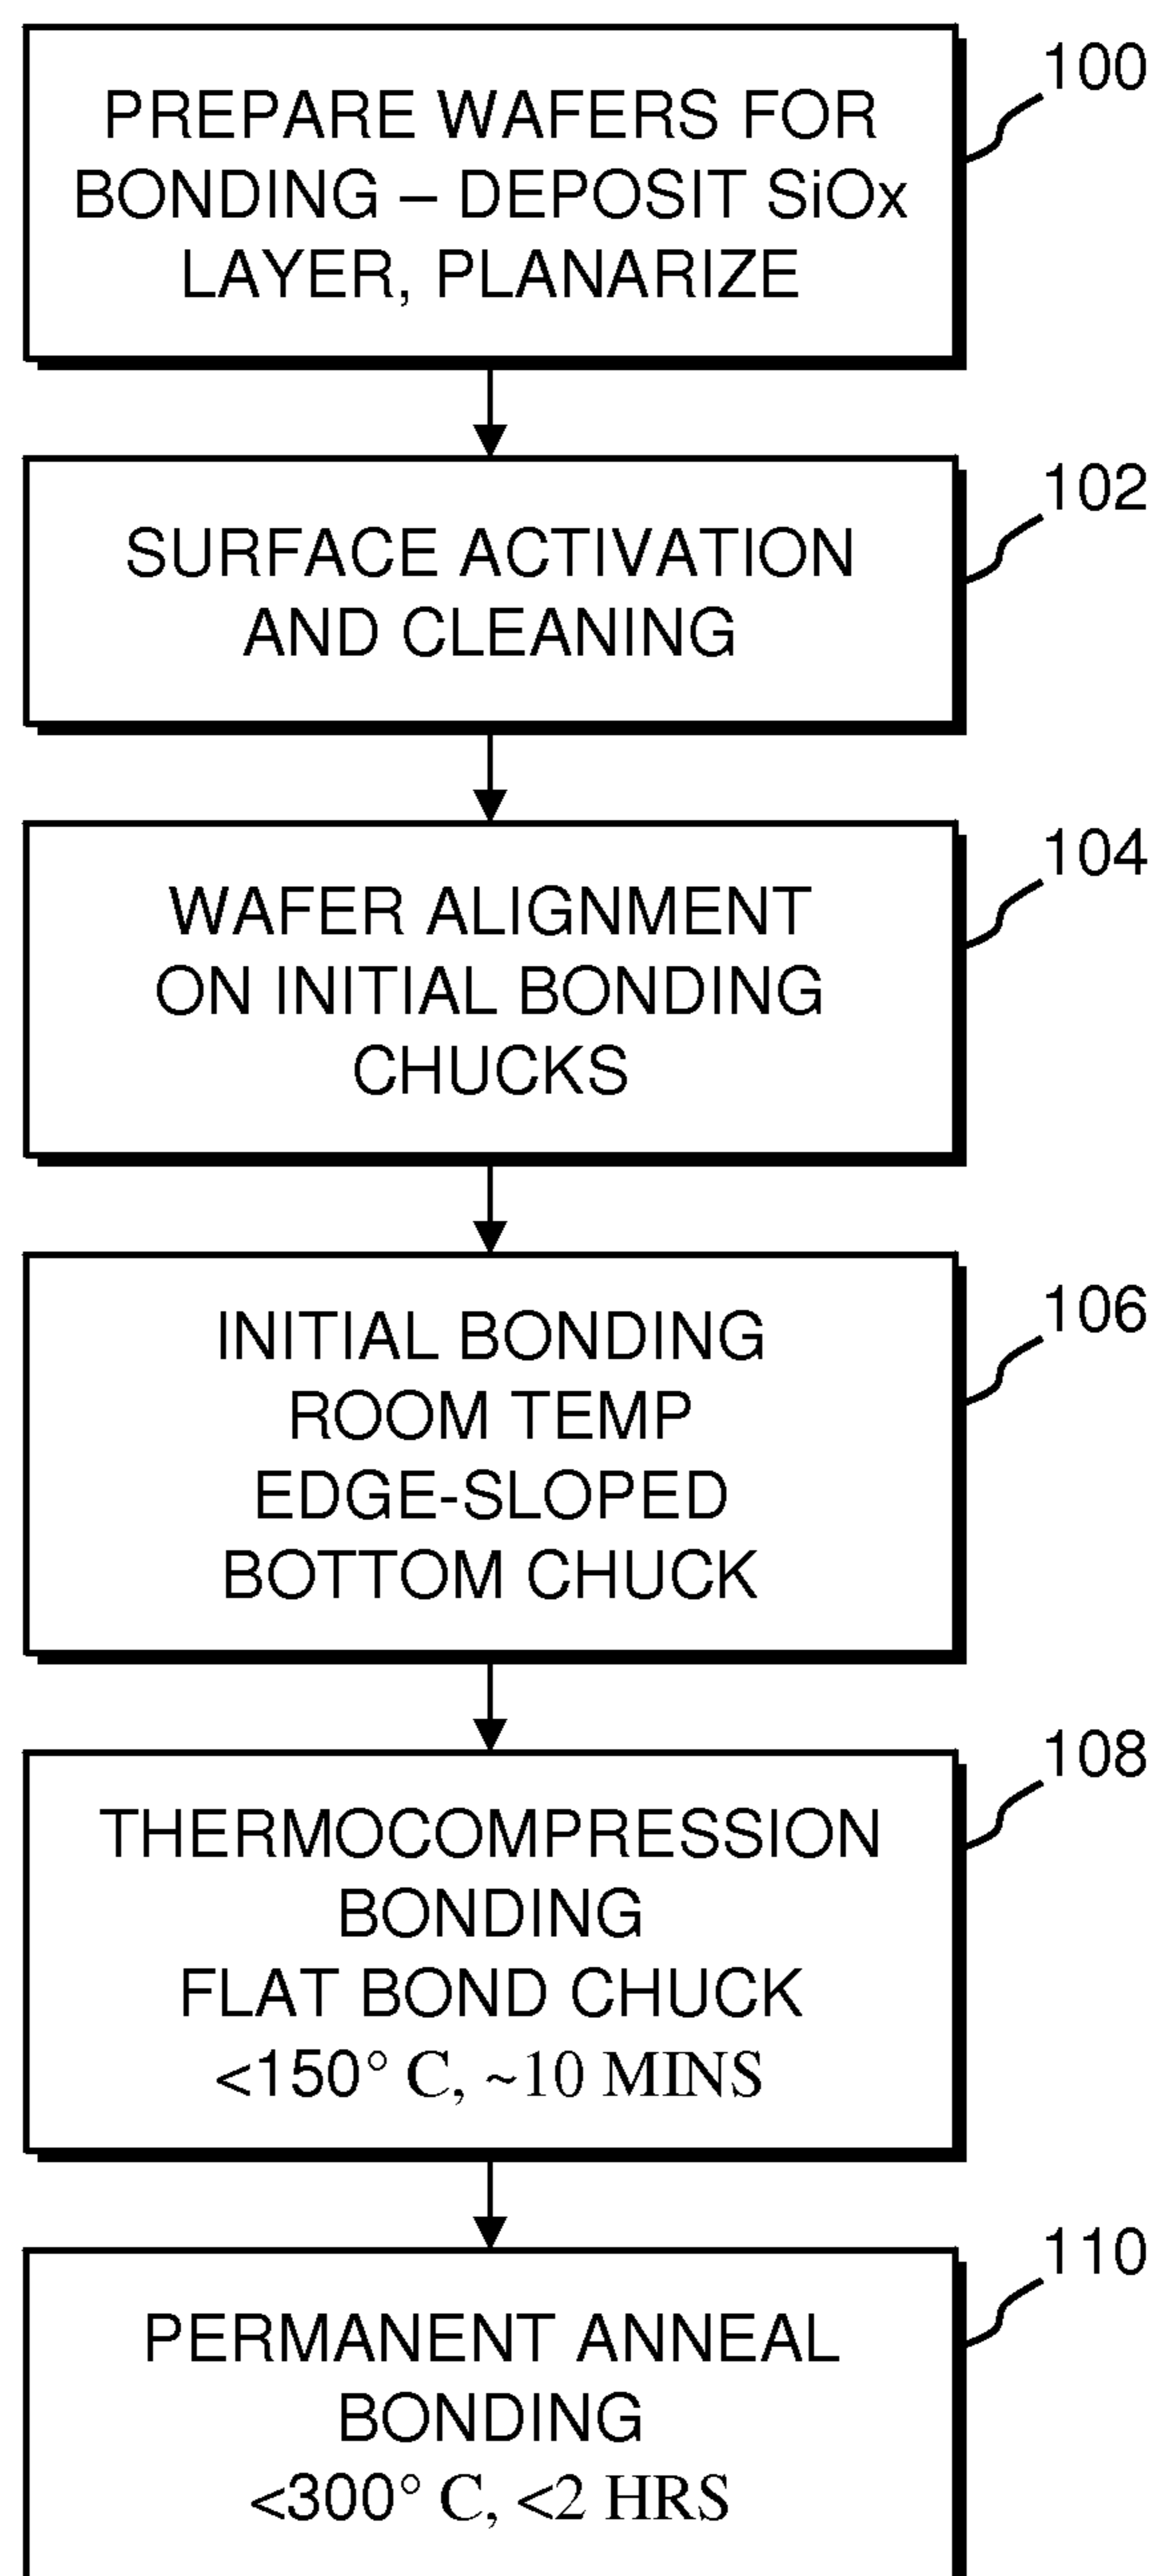 PREPARE WAFERS FOR
BONDING – DEPOSIT SiOx
LAYER, PLANARIZE
100
SURFACE ACTIVATION
AND CLEANING
102
WAFER ALIGNMENT
ON INITIAL BONDING
CHUCKS
104
INITIAL BONDING
ROOM TEMP
EDGE-SLOPED
BOTTOM CHUCK
106
THERMOCOMPRESSION
BONDING
FLAT BOND CHUCK
<150° C, ~10 MINS
108
PERMANENT ANNEAL
BONDING
<300° C, <2 HRS
110